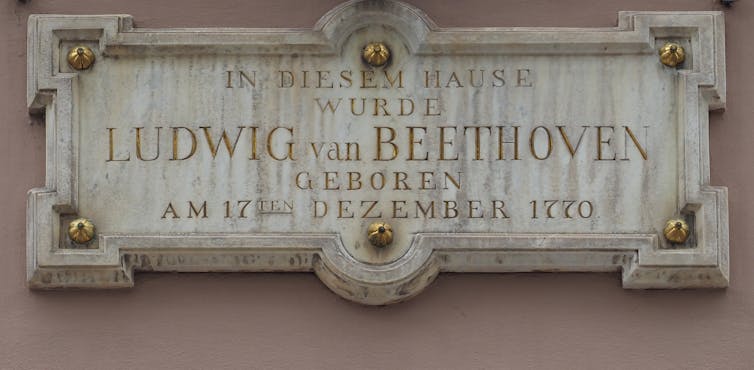 IN DIESEM HAUSE
WURDE
LUDWIG van BEETHOVEN
GEBOREN
AM 17TEN DEZEMBER 1770.